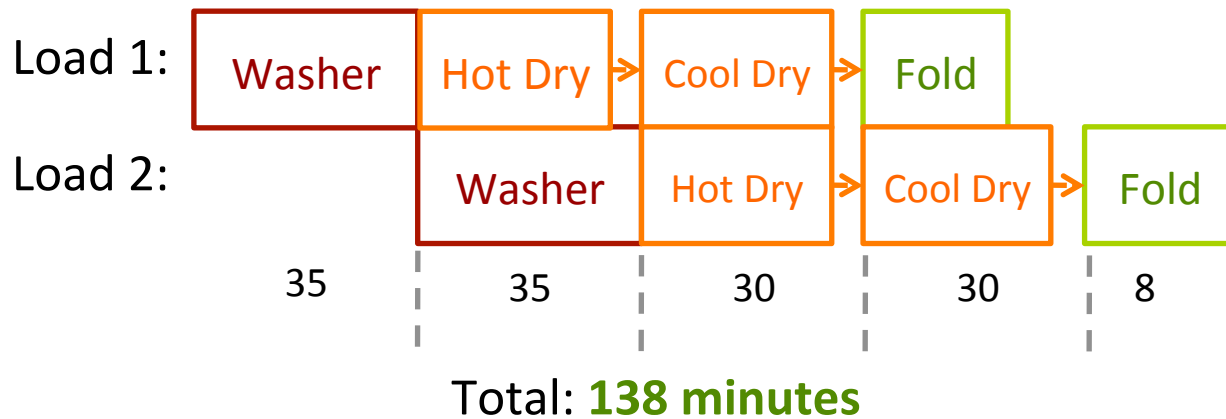 Load 1: Washer Hot Dry Cool Dry Fold
Load 2: Washer Hot Dry Cool Dry Fold
35 35 30 30 8
Total: 138 minutes